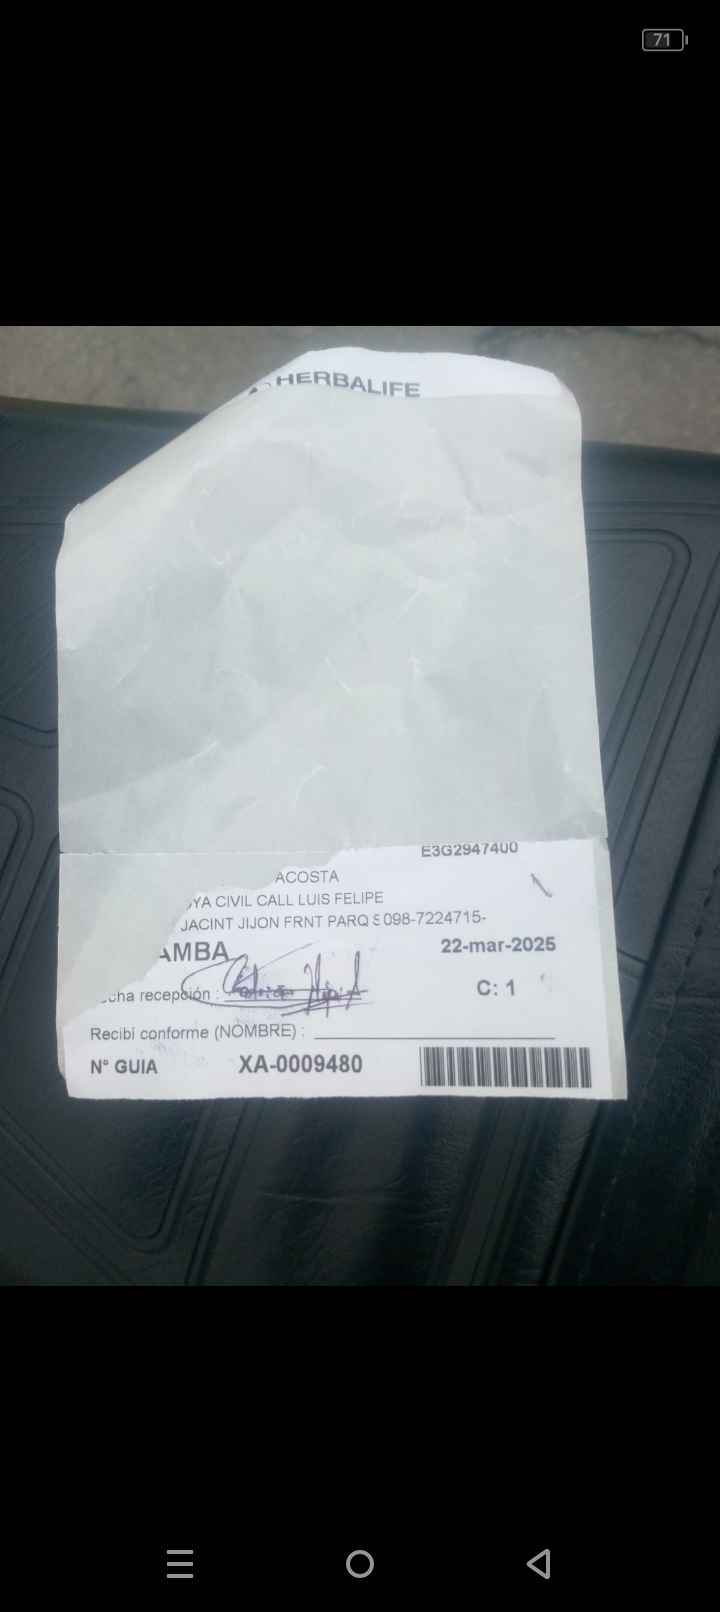 71
HERBALIFE
E3G2947400
ACOSTA
YA CIVIL CALL LUIS FELIPE
JACINT JIJON FRNT PARQ S 098-7224715-
AMBA
22-mar-2025
cha recepción :
C: 1
Recibí conforme (NOMBRE) :
N° GUIA XA-0009480